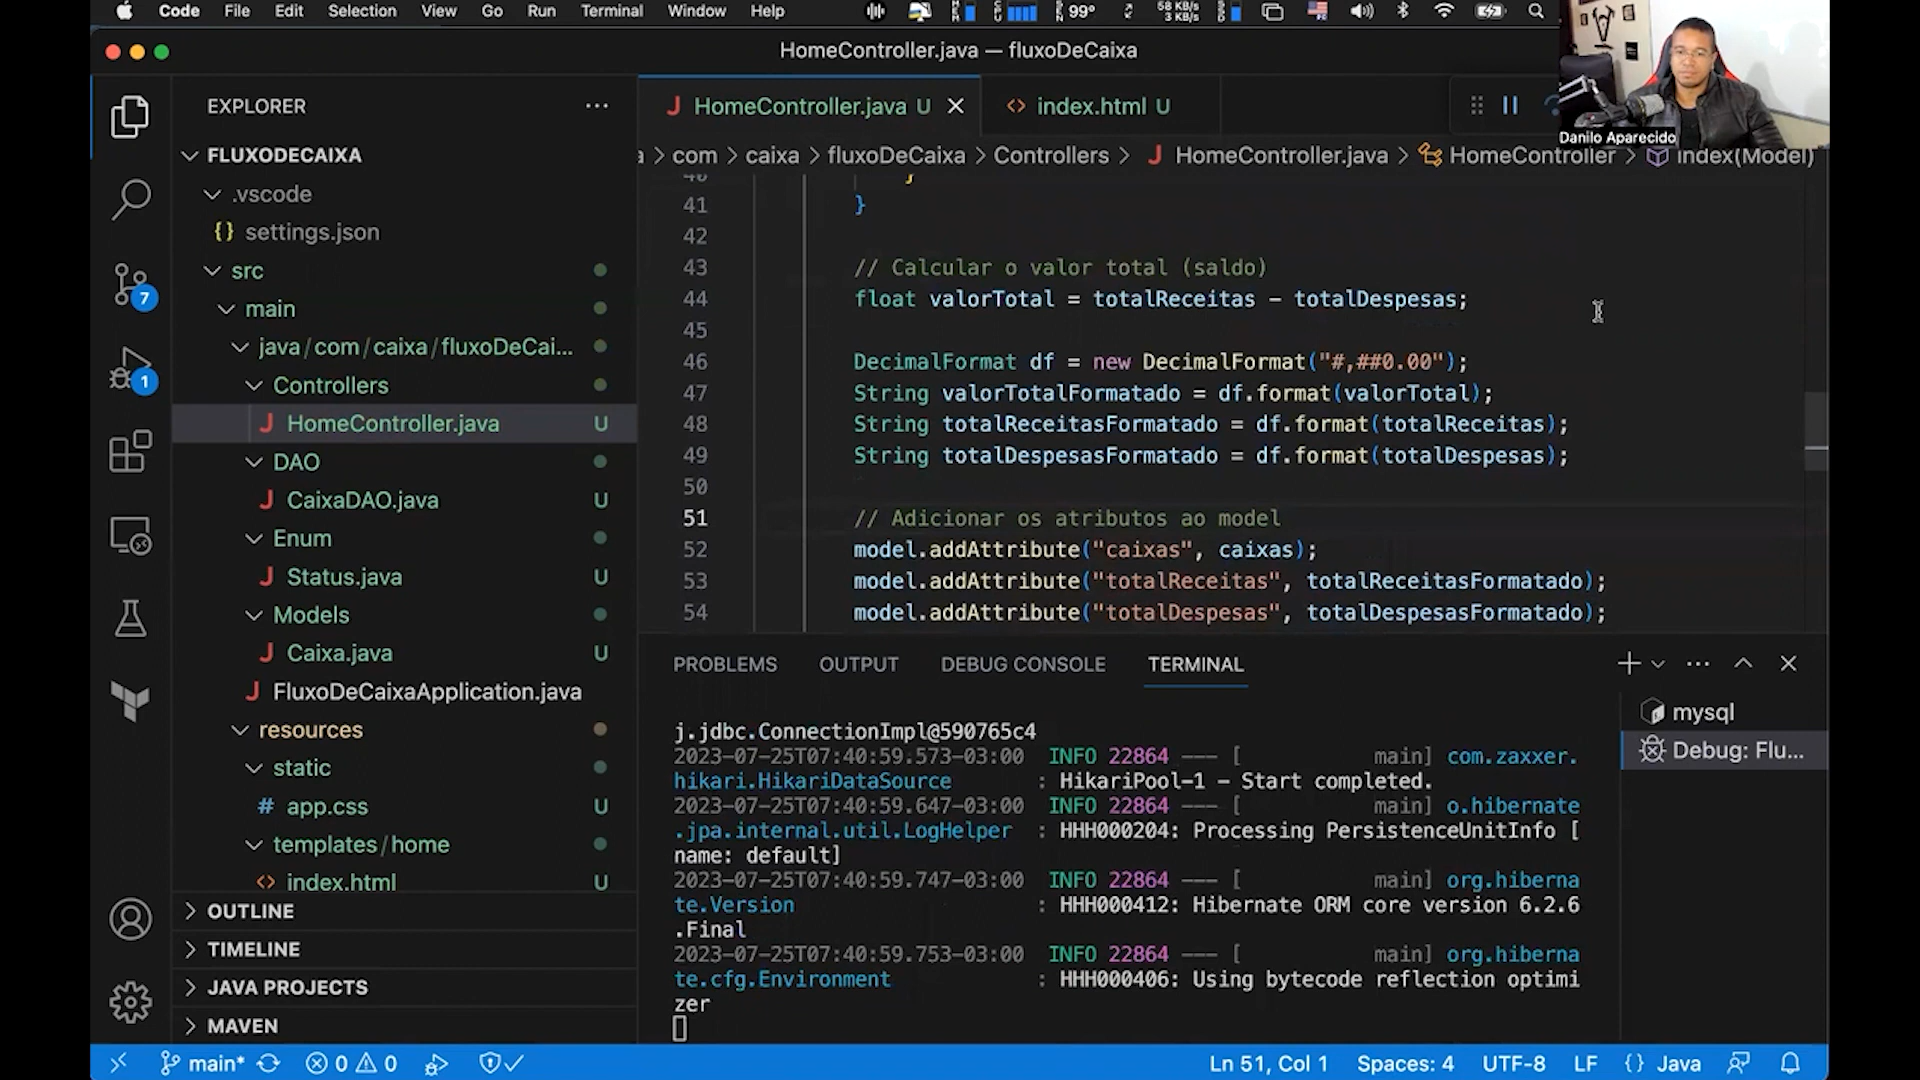 Code File Edit Selection View Go Run Terminal Window Help 99° 58 KB/s 3 KB/s
HomeController.java — fluxoDeCaixa
Danilo Aparecido
EXPLORER
HomeController.java U
index.html U
com > caixa > fluxoDeCaixa > Controllers > J HomeController.java > HomeController > index(Model)
FLUXODECAIXA
.vscode
{} settings.json
src
main
java/com/caixa/fluxoDeCai...
Controllers
J HomeController.java U
DAO
J CaixaDAO.java U
Enum
J Status.java U
Models
J Caixa.java U
J FluxoDeCaixaApplication.java
resources
static
# app.css U
templates/home
<> index.html U
OUTLINE
TIMELINE
JAVA PROJECTS
MAVEN
7
1
40 }
41 }
42
43 // Calcular o valor total (saldo)
44 float valorTotal = totalReceitas - totalDespesas;
45
46 DecimalFormat df = new DecimalFormat("#,##0.00");
47 String valorTotalFormatado = df.format(valorTotal);
48 String totalReceitasFormatado = df.format(totalReceitas);
49 String totalDespesasFormatado = df.format(totalDespesas);
50
51 // Adicionar os atributos ao model
52 model.addAttribute("caixas", caixas);
53 model.addAttribute("totalReceitas", totalReceitasFormatado);
54 model.addAttribute("totalDespesas", totalDespesasFormatado);
PROBLEMS OUTPUT DEBUG CONSOLE TERMINAL
mysql
Debug: Flu...
j.jdbc.ConnectionImpl@590765c4
2023-07-25T07:40:59.573-03:00 INFO 22864 --- [ main] com.zaxxer.
hikari.HikariDataSource : HikariPool-1 - Start completed.
2023-07-25T07:40:59.647-03:00 INFO 22864 --- [ main] o.hibernate
.jpa.internal.util.LogHelper : HHH000204: Processing PersistenceUnitInfo [
name: default]
2023-07-25T07:40:59.747-03:00 INFO 22864 --- [ main] org.hiberna
te.Version : HHH000412: Hibernate ORM core version 6.2.6
.Final
2023-07-25T07:40:59.753-03:00 INFO 22864 --- [ main] org.hiberna
te.cfg.Environment : HHH000406: Using bytecode reflection optimi
zer
main* 0 0 Ln 51, Col 1 Spaces: 4 UTF-8 LF {} Java